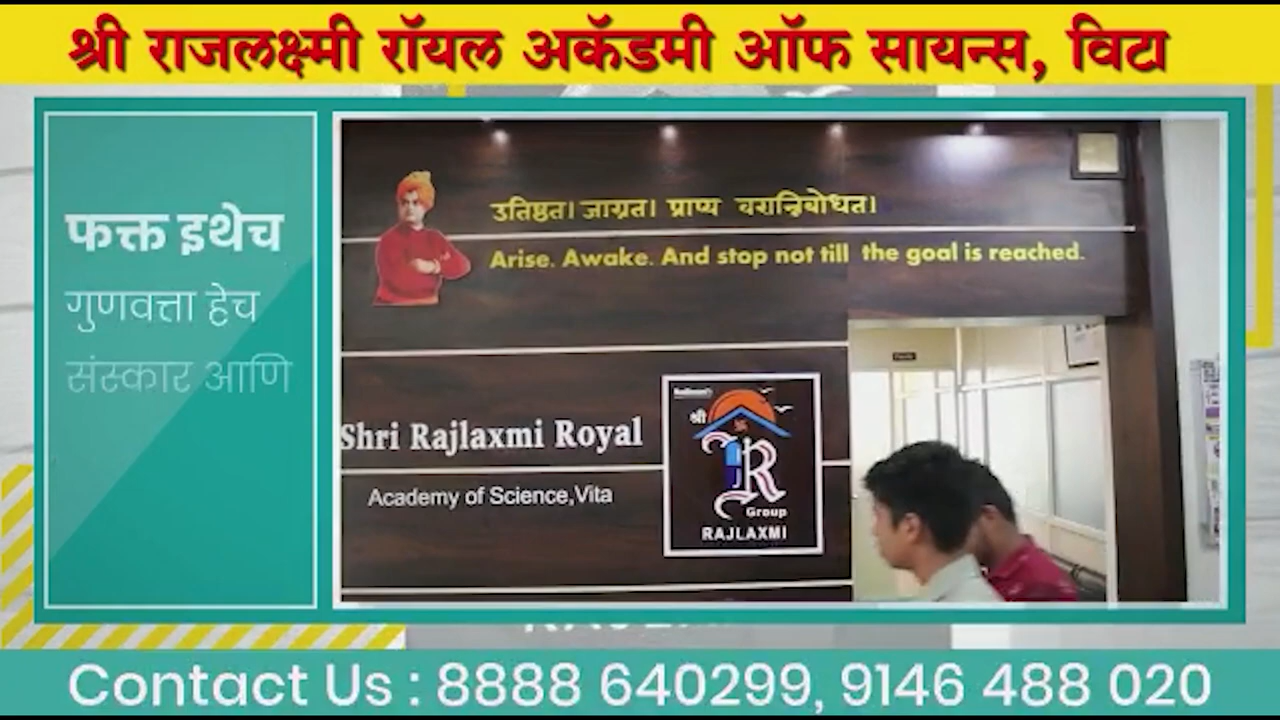 श्री राजलक्ष्मी रॉयल अकॅडमी ऑफ सायन्स, विटा
फक्त इथेच
गुणवत्ता हेच
संस्कार आणि
उतिष्ठत। जाग्रत। प्राप्य वरान्निबोधत।
Arise. Awake. And stop not till the goal is reached.
Shri Rajlaxmi Royal
Academy of Science,Vita
श्री
R
Group
RAJLAXMI
Contact Us : 8888 640299, 9146 488 020